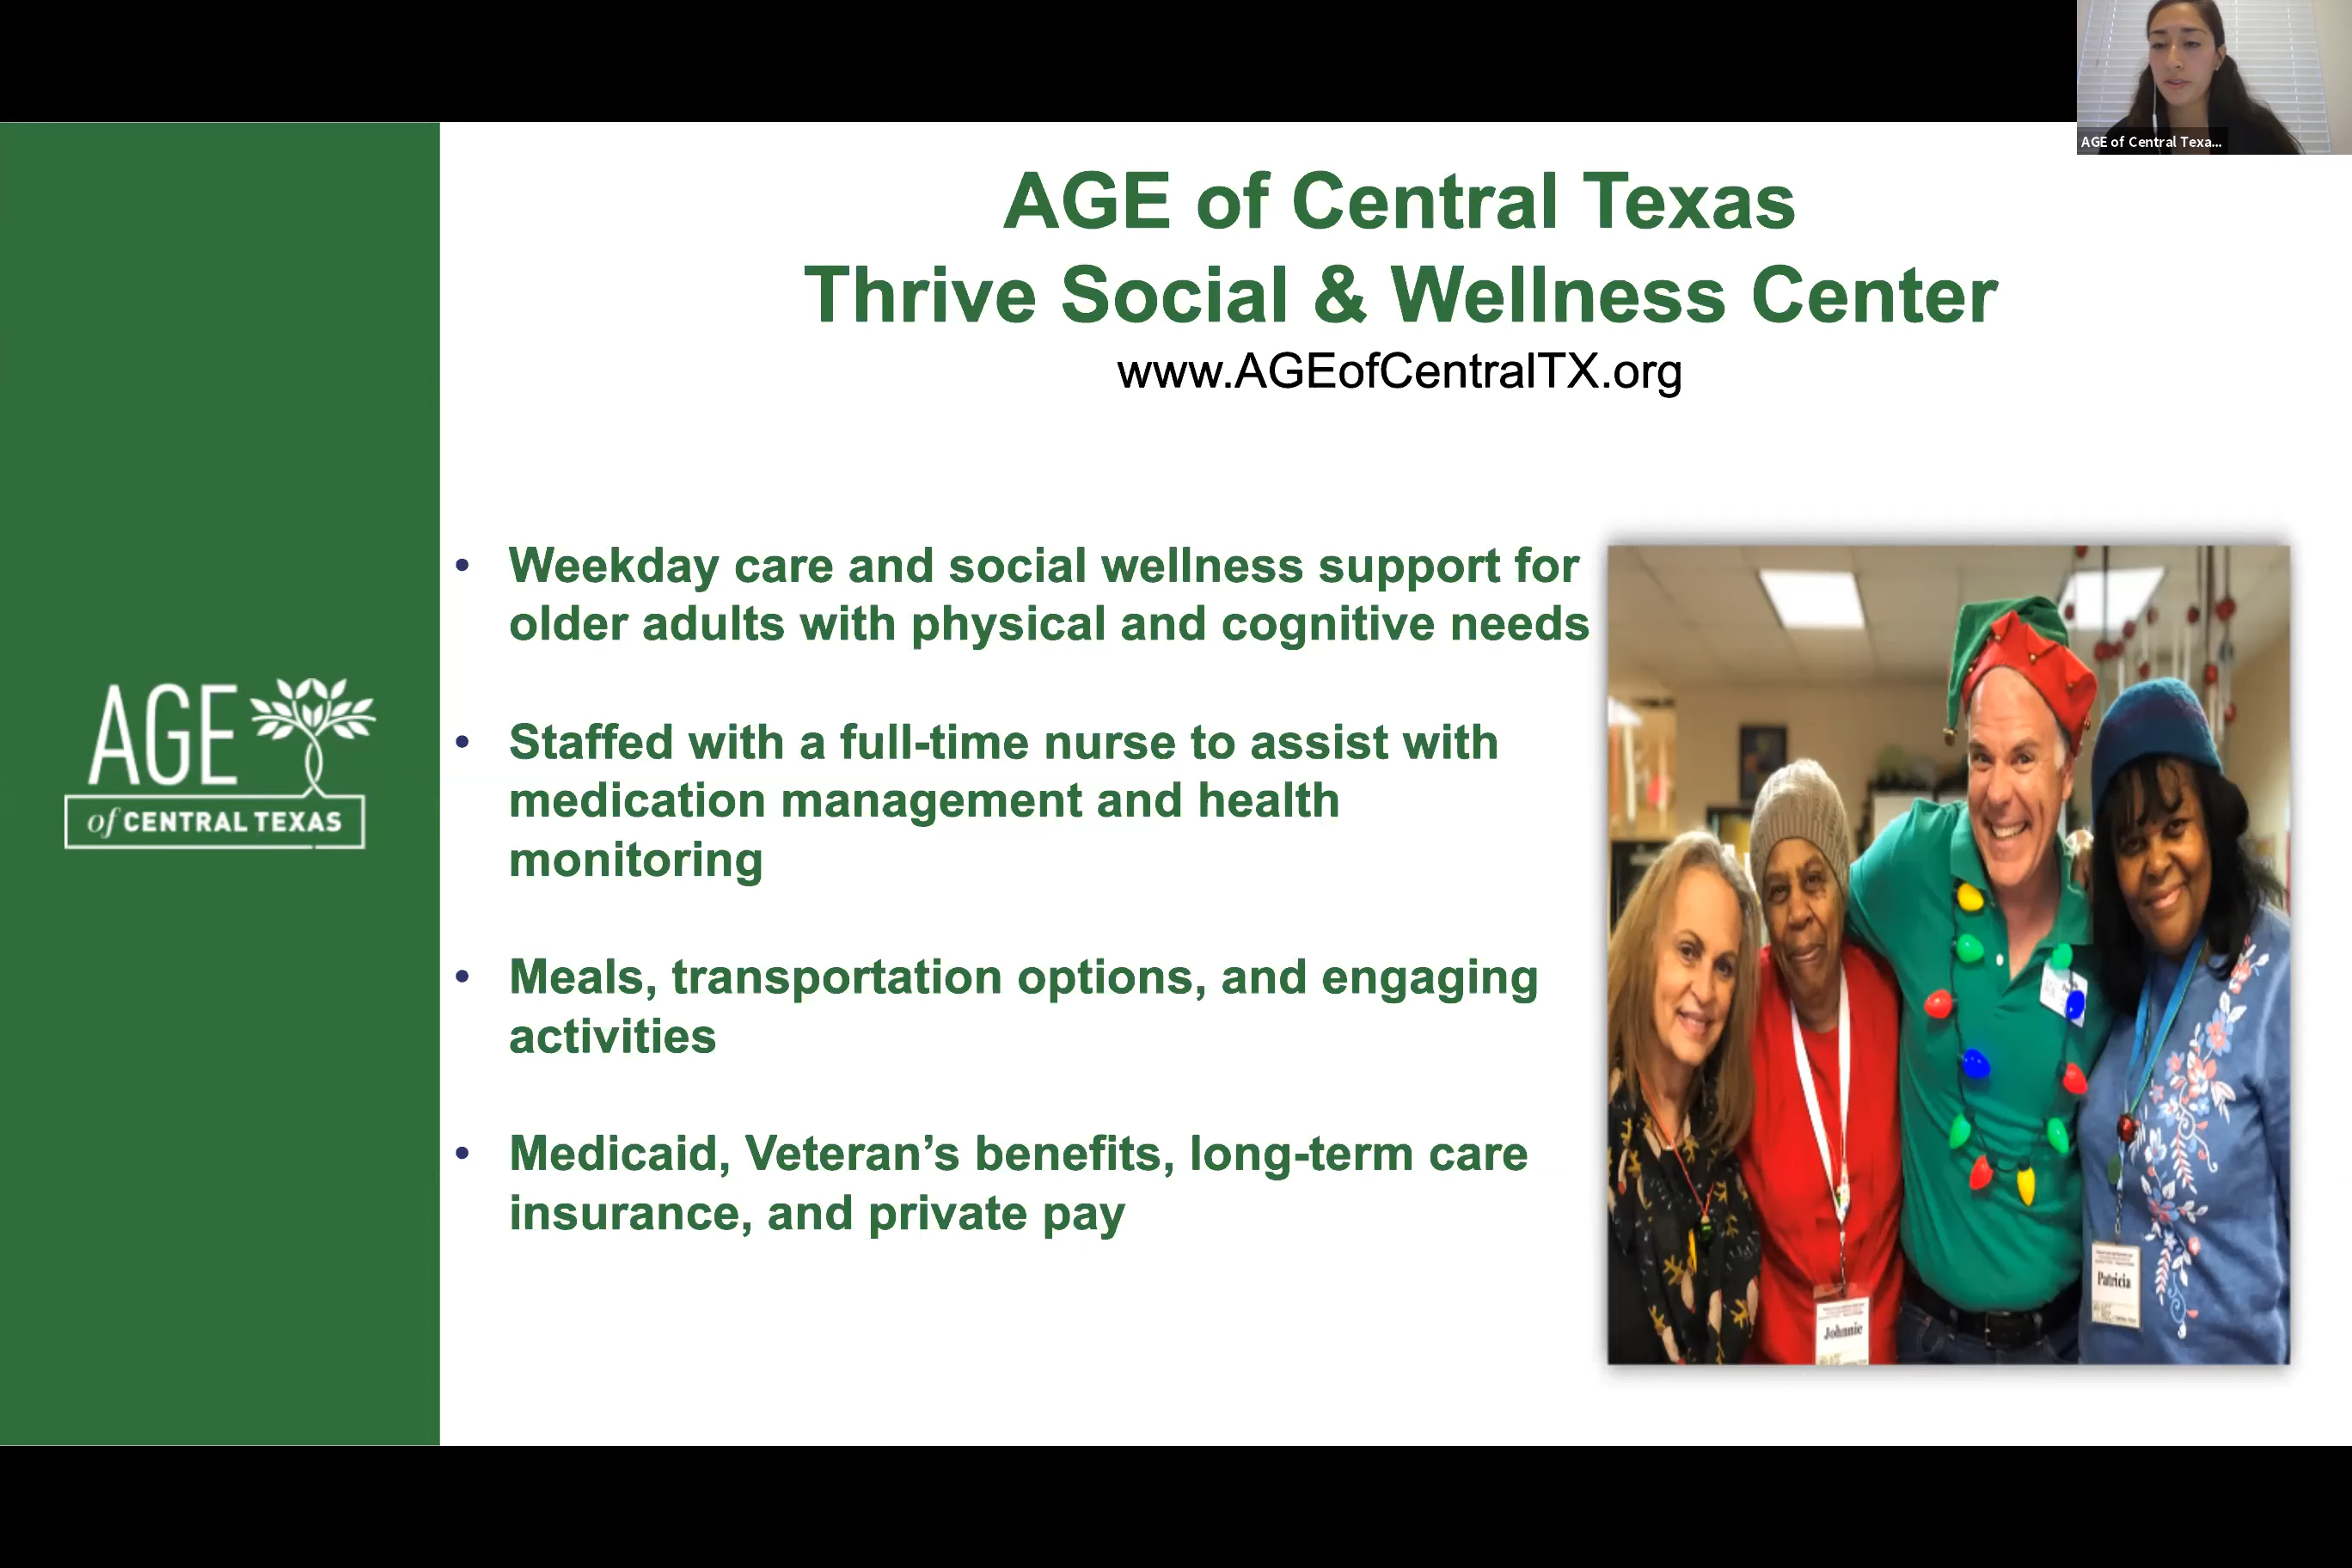 AGE of Central Texa...
AGE of Central Texas
Thrive Social & Wellness Center
www.AGEofCentralTX.org
• Weekday care and social wellness support for
older adults with physical and cognitive needs
• Staffed with a full-time nurse to assist with
medication management and health
monitoring
• Meals, transportation options, and engaging
activities
• Medicaid, Veteran’s benefits, long-term care
insurance, and private pay
AGE
of CENTRAL TEXAS
Johnnie
Patricia